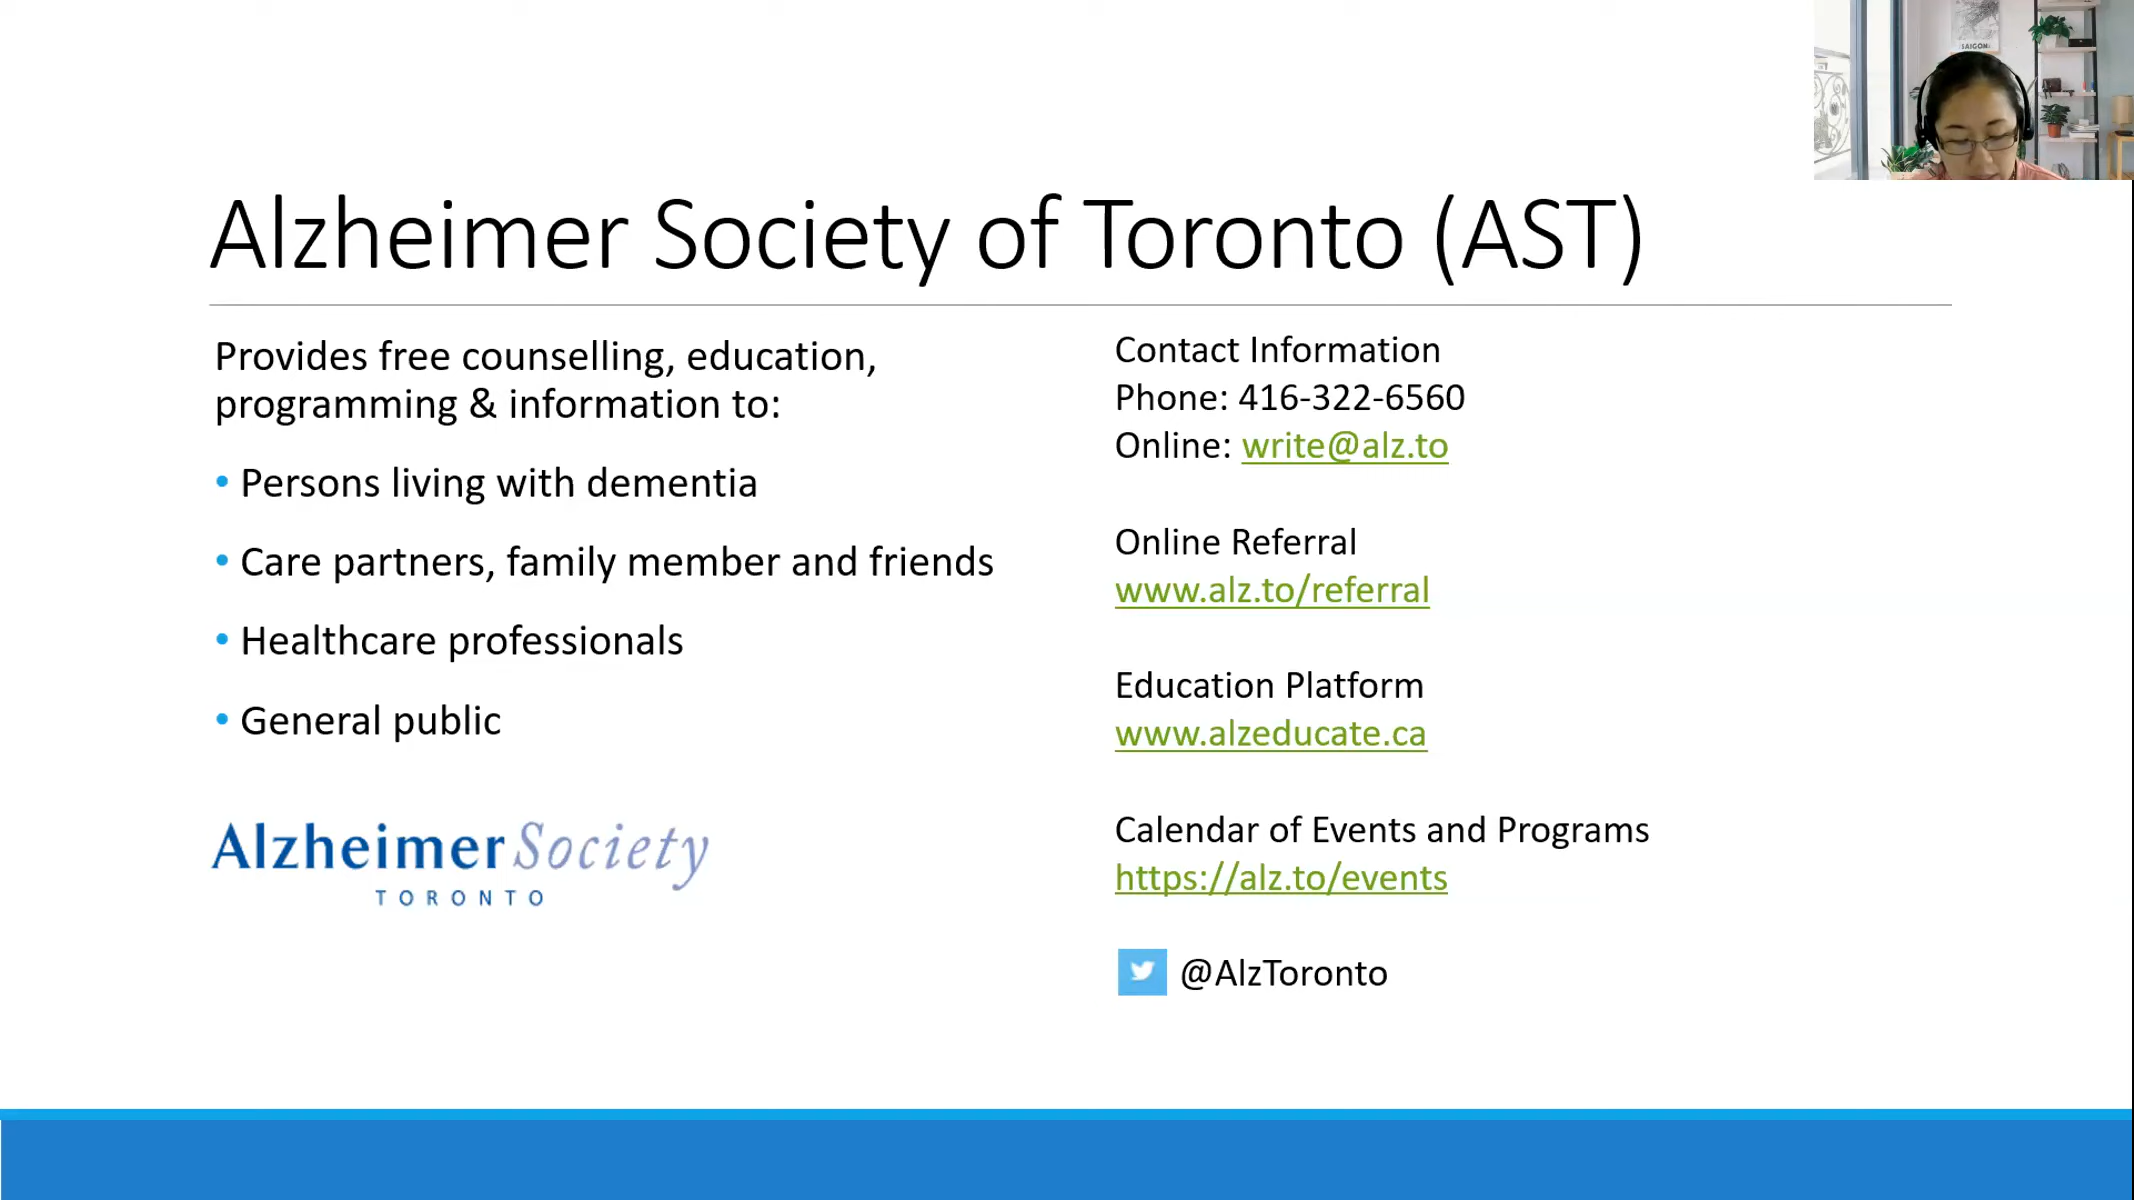 SAIGON
Alzheimer Society of Toronto (AST)
Provides free counselling, education,
programming & information to:
• Persons living with dementia
• Care partners, family member and friends
• Healthcare professionals
• General public
AlzheimerSociety
TORONTO
Contact Information
Phone: 416-322-6560
Online: write@alz.to
Online Referral
www.alz.to/referral
Education Platform
www.alzeducate.ca
Calendar of Events and Programs
https://alz.to/events
@AlzToronto